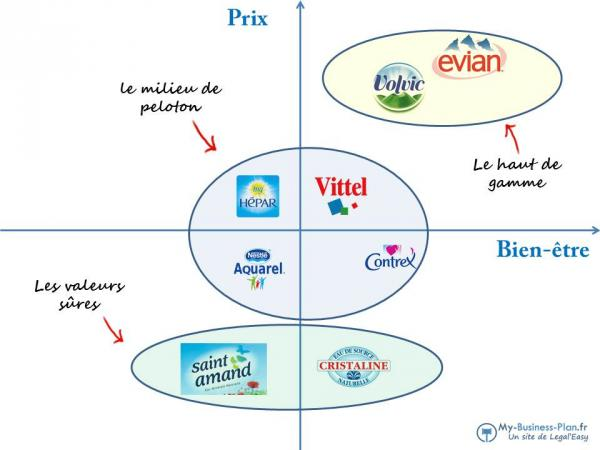 Prix
evian.
Volvic
le milieu de
peloton
Le haut de
gamme
my
HÉPAR
Vittel
Bien-être
Nestlé
Aquarel
Contrex
Les valeurs
sûres
saint
amand
EAU DE SOURCE
CRISTALINE
NATURELLE
My-Business-Plan.fr
Un site de Legal'Easy